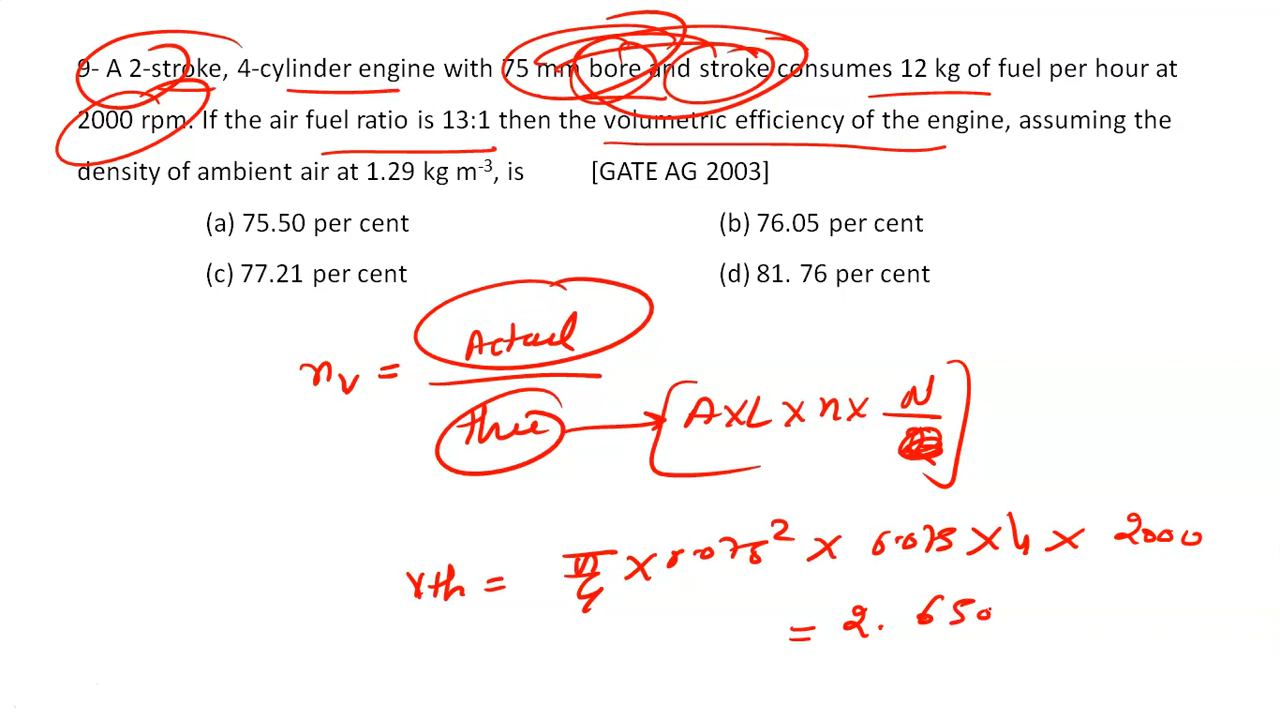 9- A 2-stroke, 4-cylinder engine with 75 mm bore and stroke consumes 12 kg of fuel per hour at
2000 rpm. If the air fuel ratio is 13:1 then the volumetric efficiency of the engine, assuming the
density of ambient air at 1.29 kg m⁻³, is [GATE AG 2003]
(a) 75.50 per cent (b) 76.05 per cent
(c) 77.21 per cent (d) 81. 76 per cent
Actual
ηv =
A×L × n × N
Vth = π/4 × 0.075² × 0.075 × 4 × 2000
= 2.650